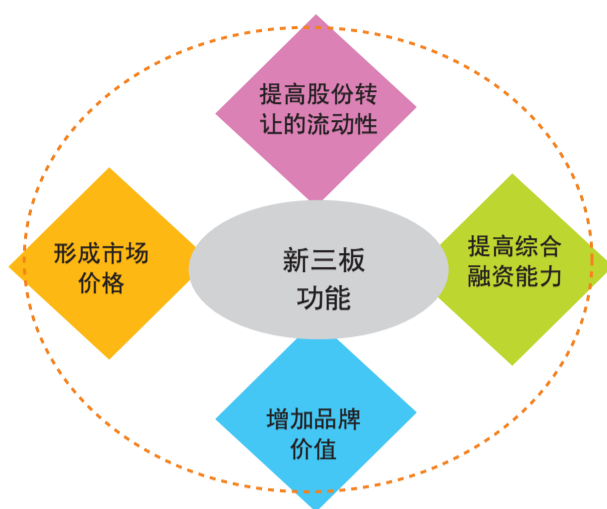 提高股份转
让的流动性
形成市场
价格
新三板
功能
提高综合
融资能力
增加品牌
价值